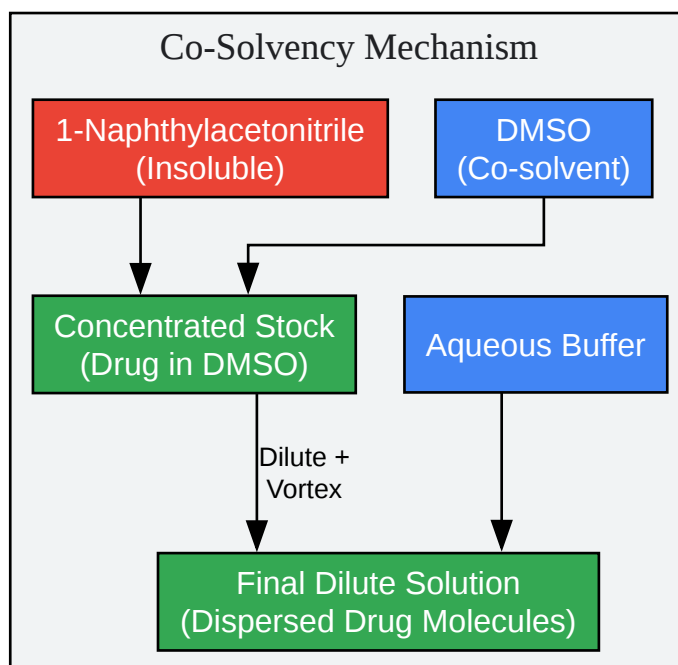 Co-Solvency Mechanism
1-Naphthylacetonitrile
(Insoluble)
DMSO
(Co-solvent)
Concentrated Stock
(Drug in DMSO)
Aqueous Buffer
Dilute +
Vortex
Final Dilute Solution
(Dispersed Drug Molecules)